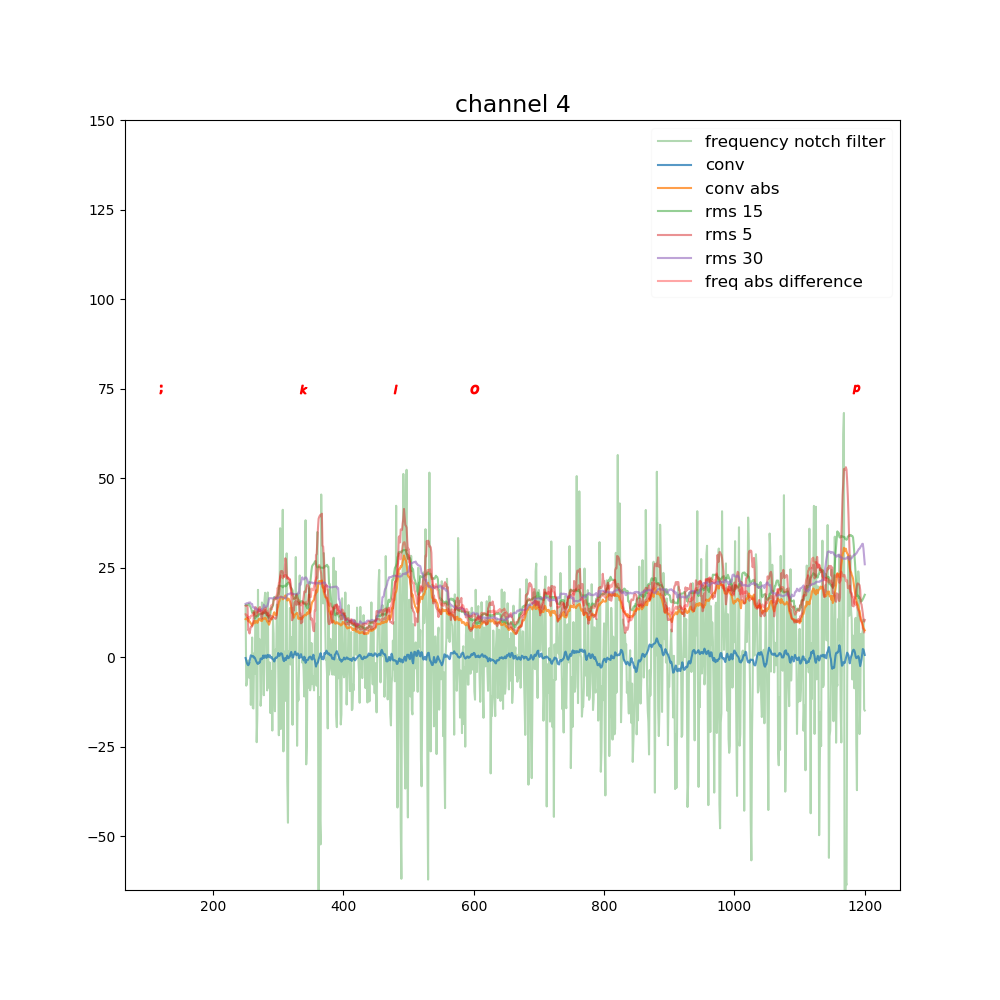 channel 4
150
125
100
75
50
25
0
−25
−50
frequency notch filter
conv
conv abs
rms 15
rms 5
rms 30
freq abs difference
; k l O p
200 400 600 800 1000 1200